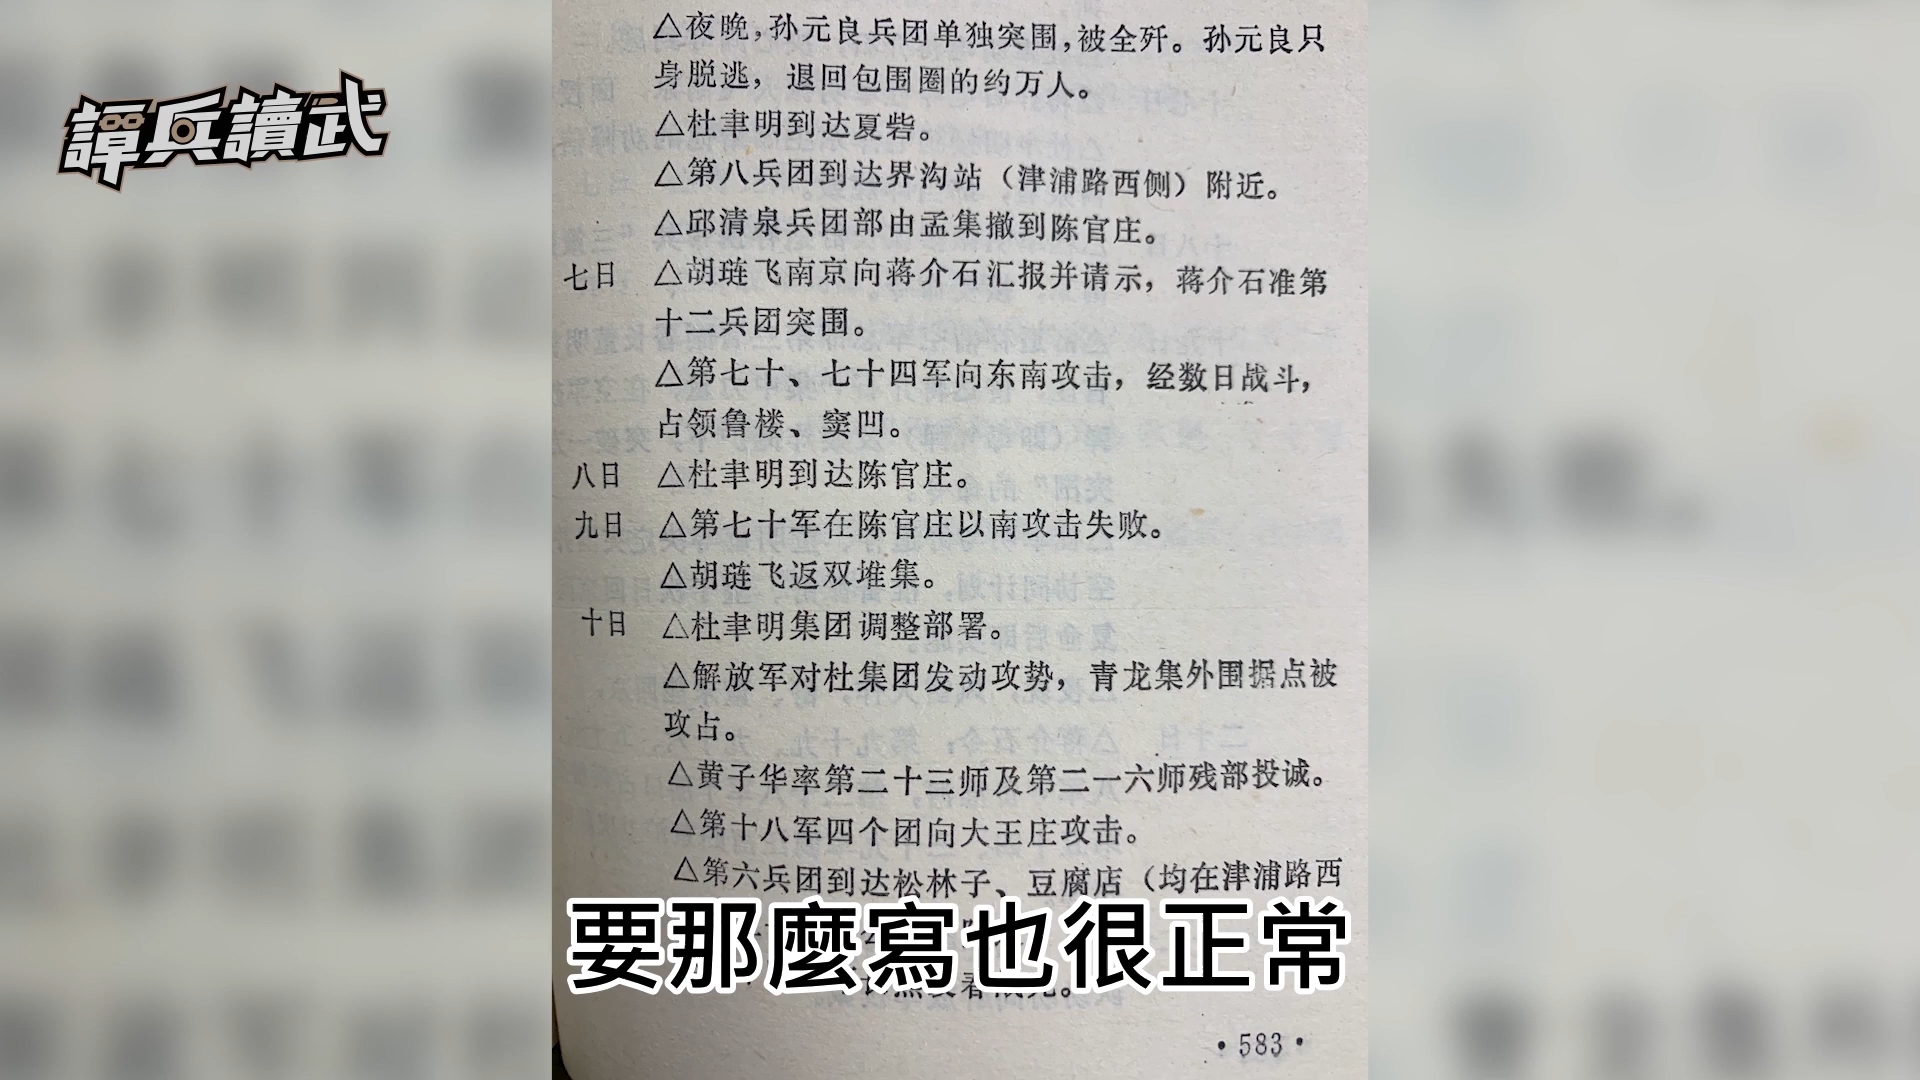 譚兵讀武
△夜晚，孙元良兵团单独突围，被全歼。孙元良只
身脱逃，退回包围圈的约万人。
△杜聿明到达夏砦。
△第八兵团到达界沟站（津浦路西侧）附近。
△邱清泉兵团部由孟集撤到陈官庄。
七日 △胡琏飞南京向蒋介石汇报并请示，蒋介石准第
十二兵团突围。
△第七十、七十四军向东南攻击，经数日战斗，
占领鲁楼、窦凹。
八日 △杜聿明到达陈官庄。
九日 △第七十军在陈官庄以南攻击失败。
△胡琏飞返双堆集。
十日 △杜聿明集团调整部署。
△解放军对杜集团发动攻势，青龙集外围据点被
攻占。
△黄子华率第二十三师及第二一六师残部投诚。
△第十八军四个团向大王庄攻击。
△第六兵团到达松林子、豆腐店（均在津浦路西
要那麼寫也很正常
·583·